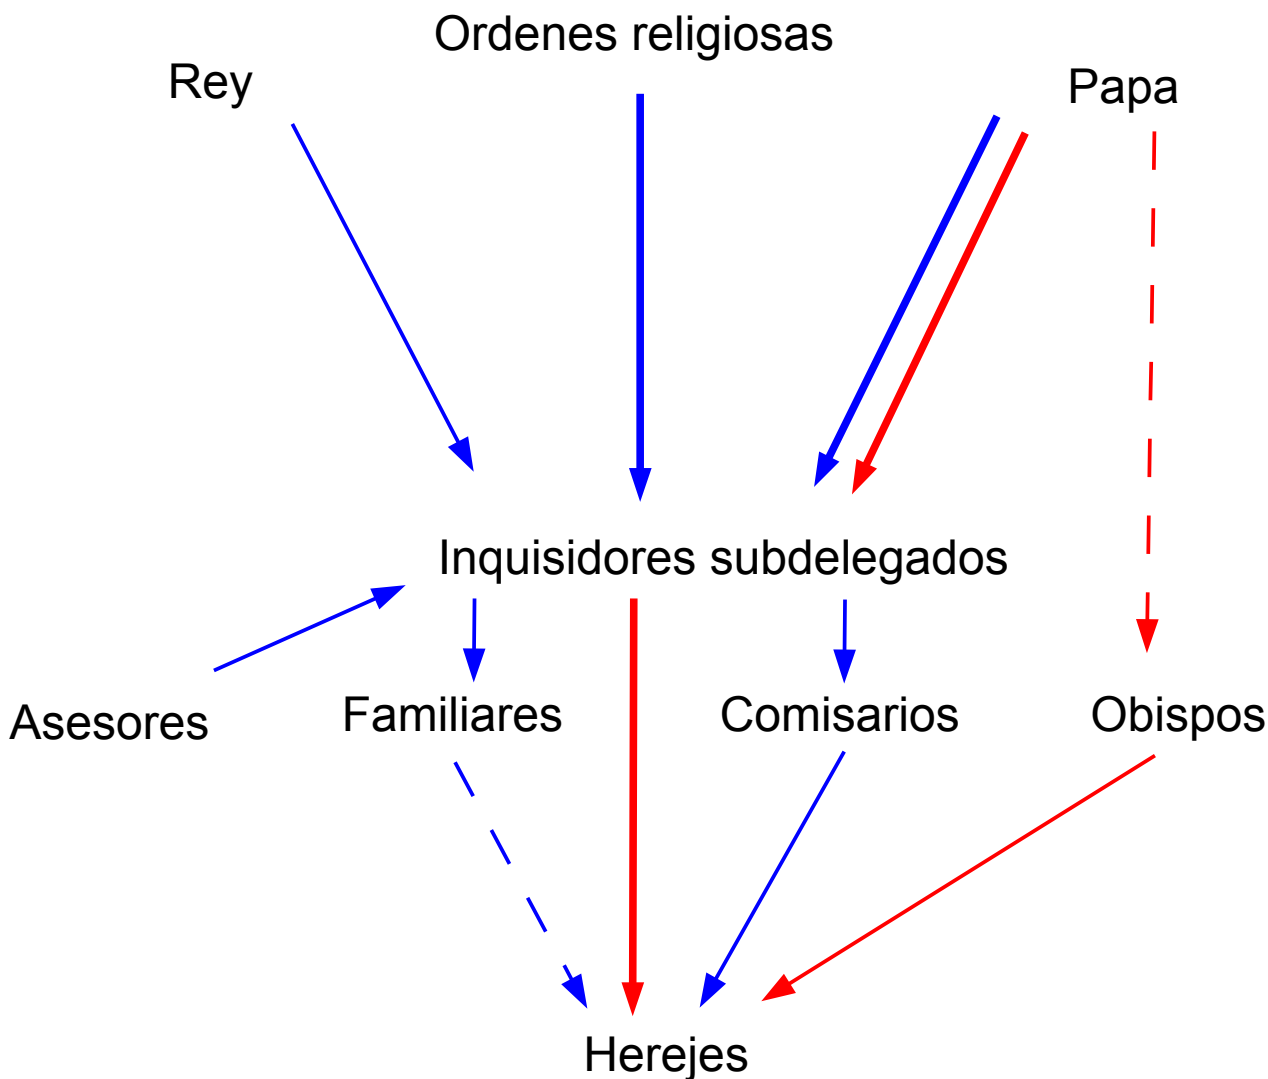 Ordenes religiosas
Rey
Papa
Inquisidores subdelegados
Asesores
Familiares
Comisarios
Obispos
Herejes